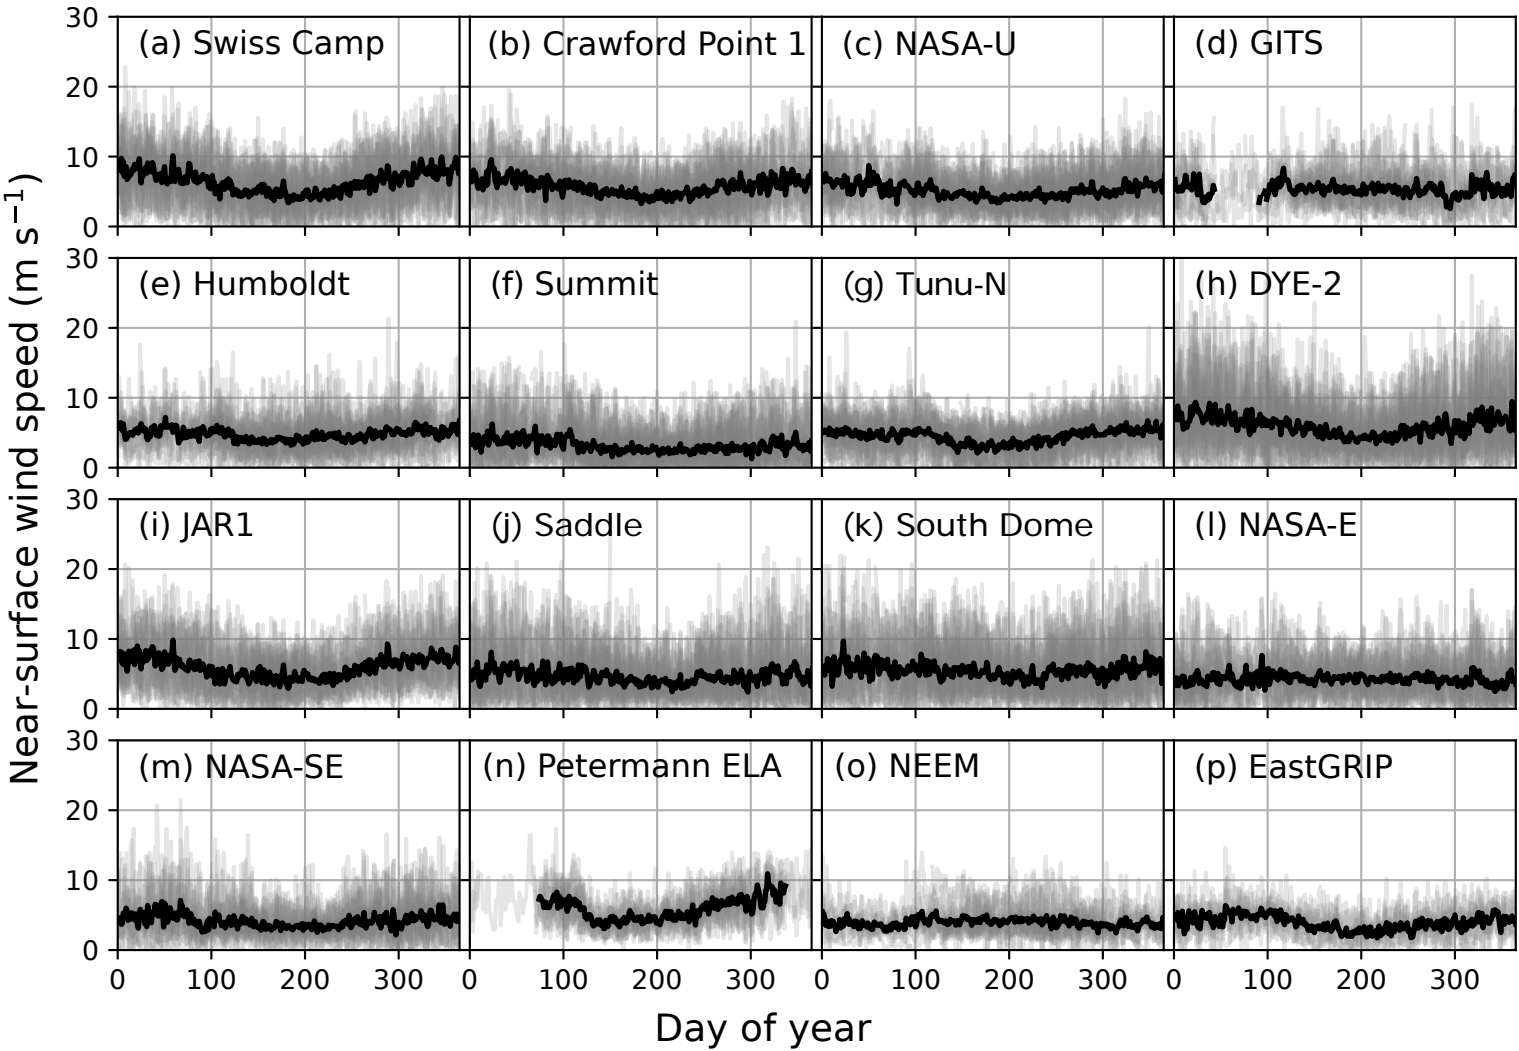 Near-surface wind speed (m s⁻¹)
30
20
10
0
(a) Swiss Camp
(b) Crawford Point 1
(c) NASA-U
(d) GITS
30
20
10
0
(e) Humboldt
(f) Summit
(g) Tunu-N
(h) DYE-2
30
20
10
0
(i) JAR1
(j) Saddle
(k) South Dome
(l) NASA-E
30
20
10
0
(m) NASA-SE
(n) Petermann ELA
(o) NEEM
(p) EastGRIP
0 100 200 300 0 100 200 300 0 100 200 300 0 100 200 300
Day of year